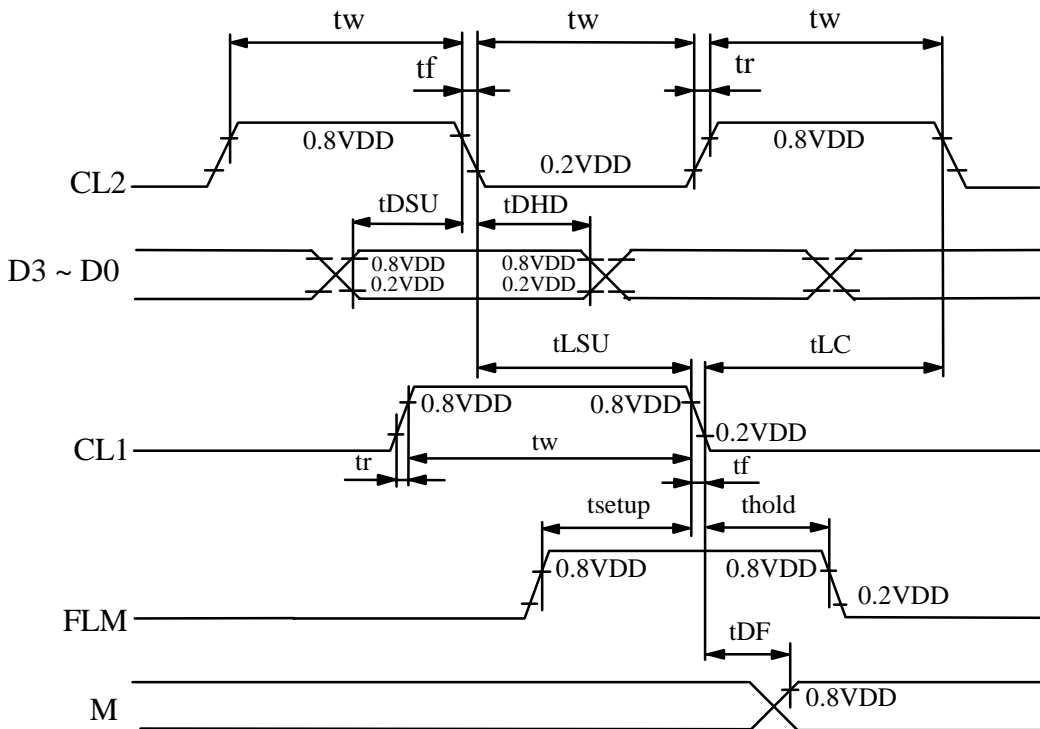 tw tw tw
tf tr
0.8VDD 0.8VDD
0.2VDD
CL2
tDSU tDHD
D3 ~ D0
0.8VDD 0.8VDD
0.2VDD 0.2VDD
tLSU tLC
0.8VDD 0.8VDD
0.2VDD
CL1
tw
tr tf
tsetup thold
0.8VDD 0.8VDD
0.2VDD
FLM
tDF
0.8VDD
M